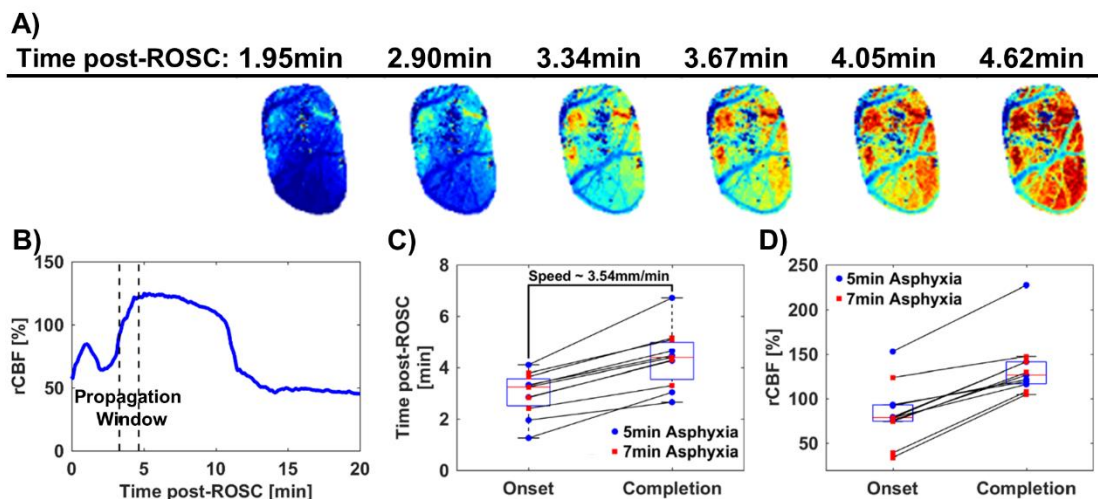 A)
Time post-ROSC: 1.95min 2.90min 3.34min 3.67min 4.05min 4.62min
B)
150
100
50
0
rCBF [%]
Propagation
Window
0 5 10 15 20
Time post-ROSC [min]
C)
8
6
4
2
0
Time post-ROSC
[min]
Speed ~ 3.54mm/min
5min Asphyxia
7min Asphyxia
Onset Completion
D)
250
200
150
100
50
rCBF [%]
5min Asphyxia
7min Asphyxia
Onset Completion